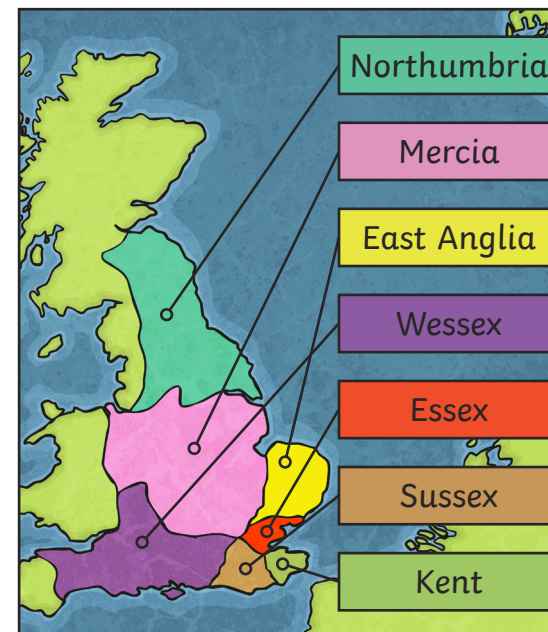 Northumbria
Mercia
East Anglia
Wessex
Essex
Sussex
Kent